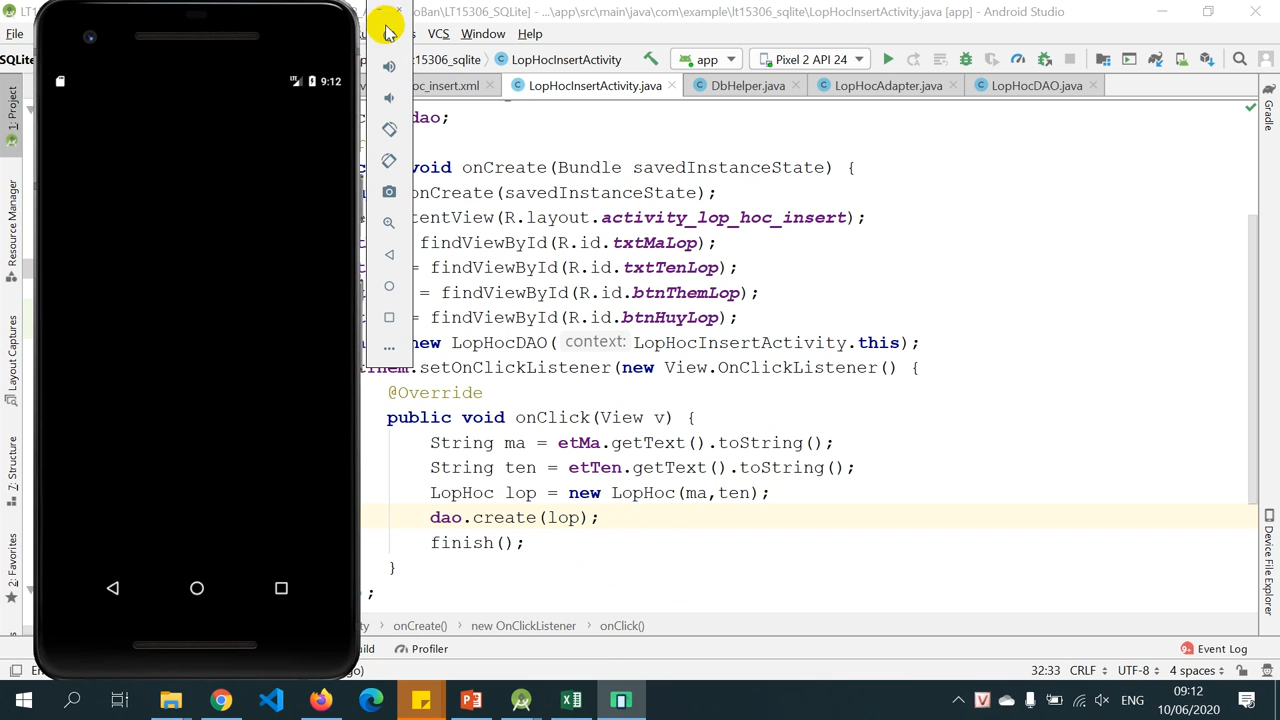 oBan\LT15306_SQLite] - ...\app\src\main\java\com\example\lt15306_sqlite\LopHocInsertActivity.java [app] - Android Studio
File
VCS Window Help
SQLite
15306_sqlite
LopHocInsertActivity
app
Pixel 2 API 24
oc_insert.xml
LopHocInsertActivity.java
DbHelper.java
LopHocAdapter.java
LopHocDAO.java
9:12
dao;
void onCreate(Bundle savedInstanceState) {
onCreate(savedInstanceState);
tentView(R.layout.activity_lop_hoc_insert);
findViewById(R.id.txtMaLop);
= findViewById(R.id.txtTenLop);
= findViewById(R.id.btnThemLop);
= findViewById(R.id.btnHuyLop);
new LopHocDAO( context: LopHocInsertActivity.this);
.setOnClickListener(new View.OnClickListener() {
@Override
public void onClick(View v) {
String ma = etMa.getText().toString();
String ten = etTen.getText().toString();
LopHoc lop = new LopHoc(ma,ten);
dao.create(lop);
finish();
}
;
1: Project
Resource Manager
Layout Captures
7: Structure
2: Favorites
Gradle
Device File Explorer
onCreate()
new OnClickListener
onClick()
Profiler
9+ Event Log
32:33 CRLF UTF-8 4 spaces
ENG
09:12
10/06/2020